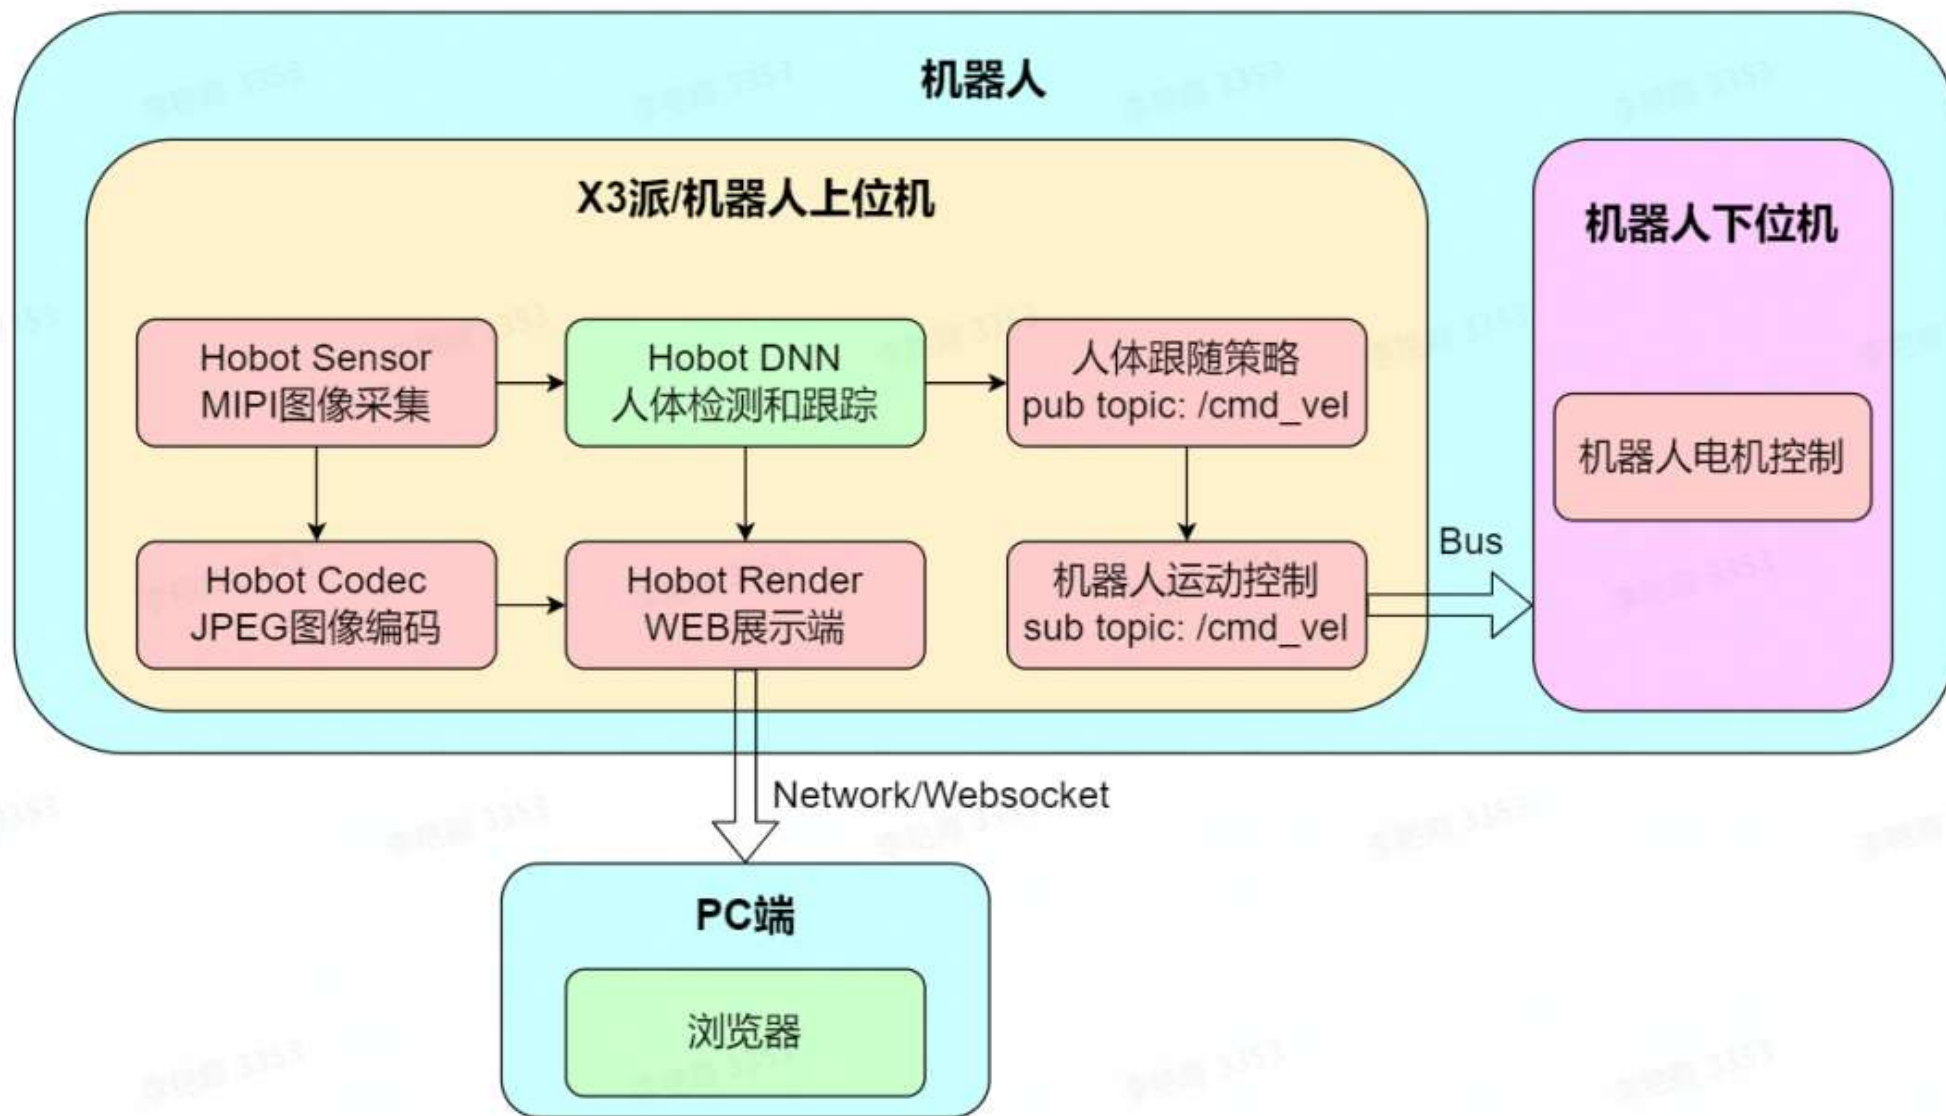 机器人
X3派/机器人上位机
机器人下位机
Hobot Sensor
MIPI图像采集
Hobot DNN
人体检测和跟踪
人体跟随策略
pub topic: /cmd_vel
机器人电机控制
Hobot Codec
JPEG图像编码
Hobot Render
WEB展示端
机器人运动控制
sub topic: /cmd_vel
Bus
Network/Websocket
PC端
浏览器